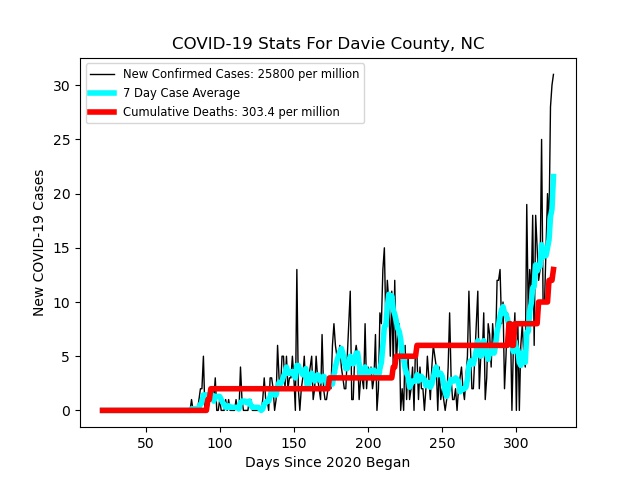 COVID-19 Stats For Davie County, NC
New Confirmed Cases: 25800 per million
7 Day Case Average
Cumulative Deaths: 303.4 per million
New COVID-19 Cases
30
25
20
15
10
5
0
50 100 150 200 250 300
Days Since 2020 Began